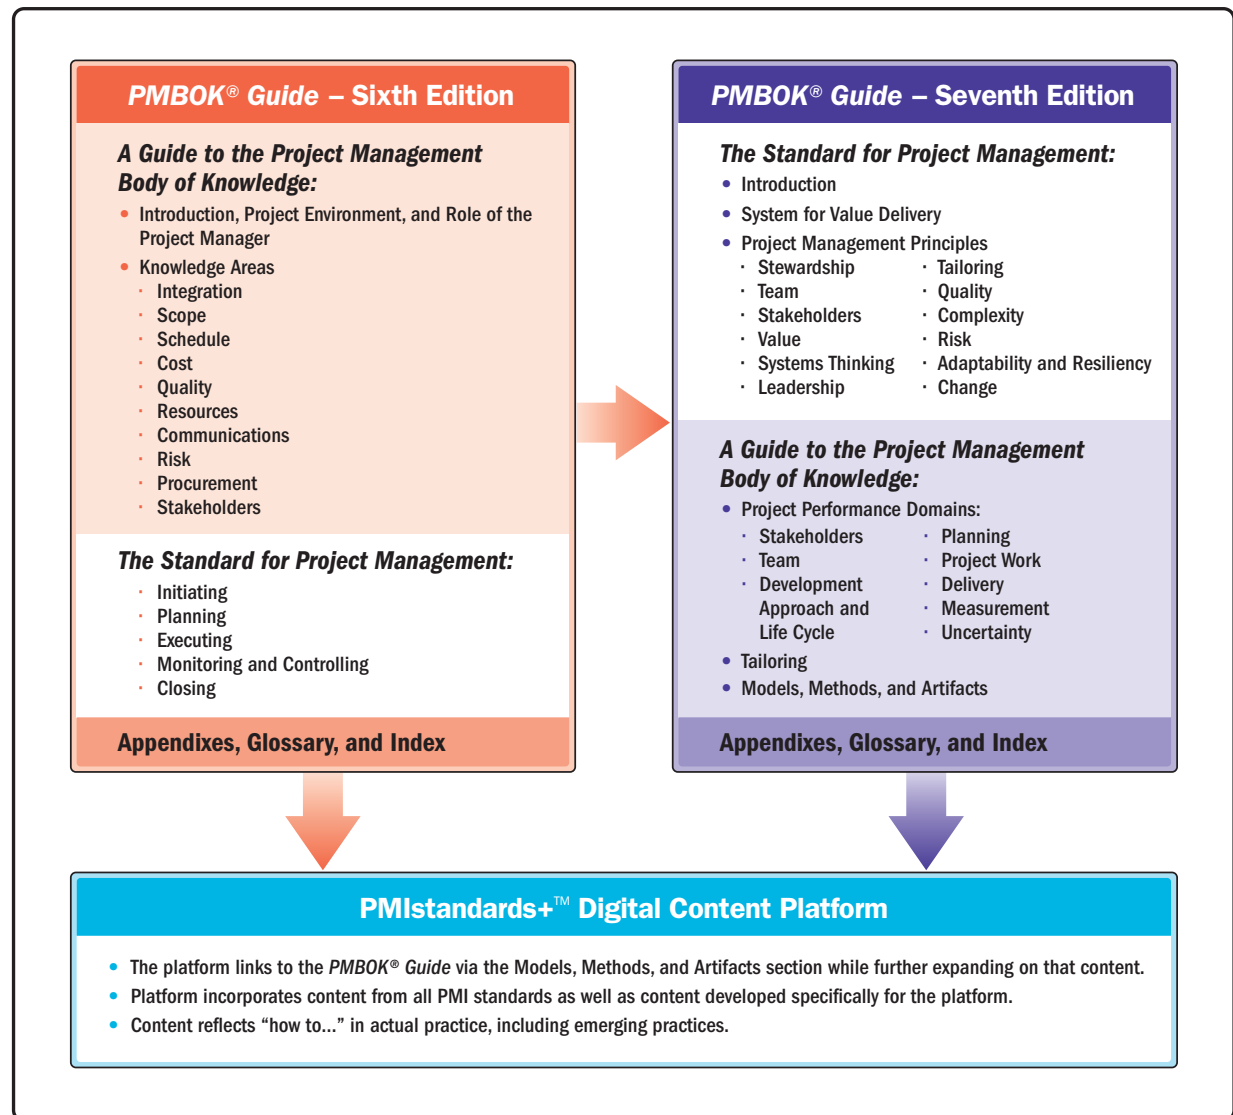 PMBOK® Guide – Sixth Edition
A Guide to the Project Management
Body of Knowledge:
• Introduction, Project Environment, and Role of the
Project Manager
• Knowledge Areas
· Integration
· Scope
· Schedule
· Cost
· Quality
· Resources
· Communications
· Risk
· Procurement
· Stakeholders
The Standard for Project Management:
· Initiating
· Planning
· Executing
· Monitoring and Controlling
· Closing
Appendixes, Glossary, and Index
PMBOK® Guide – Seventh Edition
The Standard for Project Management:
• Introduction
• System for Value Delivery
• Project Management Principles
· Stewardship
· Team
· Stakeholders
· Value
· Systems Thinking
· Leadership
· Tailoring
· Quality
· Complexity
· Risk
· Adaptability and Resiliency
· Change
A Guide to the Project Management
Body of Knowledge:
• Project Performance Domains:
· Stakeholders
· Team
· Development
Approach and
Life Cycle
· Planning
· Project Work
· Delivery
· Measurement
· Uncertainty
• Tailoring
• Models, Methods, and Artifacts
Appendixes, Glossary, and Index
PMIstandards+™ Digital Content Platform
• The platform links to the PMBOK® Guide via the Models, Methods, and Artifacts section while further expanding on that content.
• Platform incorporates content from all PMI standards as well as content developed specifically for the platform.
• Content reflects “how to...” in actual practice, including emerging practices.